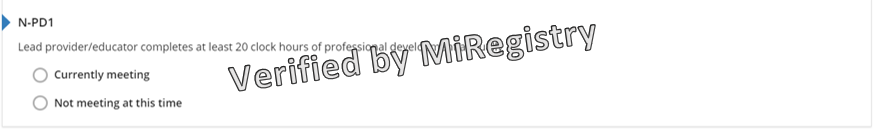 N-PD1
Lead provider/educator completes at least 20 clock hours of professional
Verified by MiRegistry
Currently meeting
Not meeting at this time